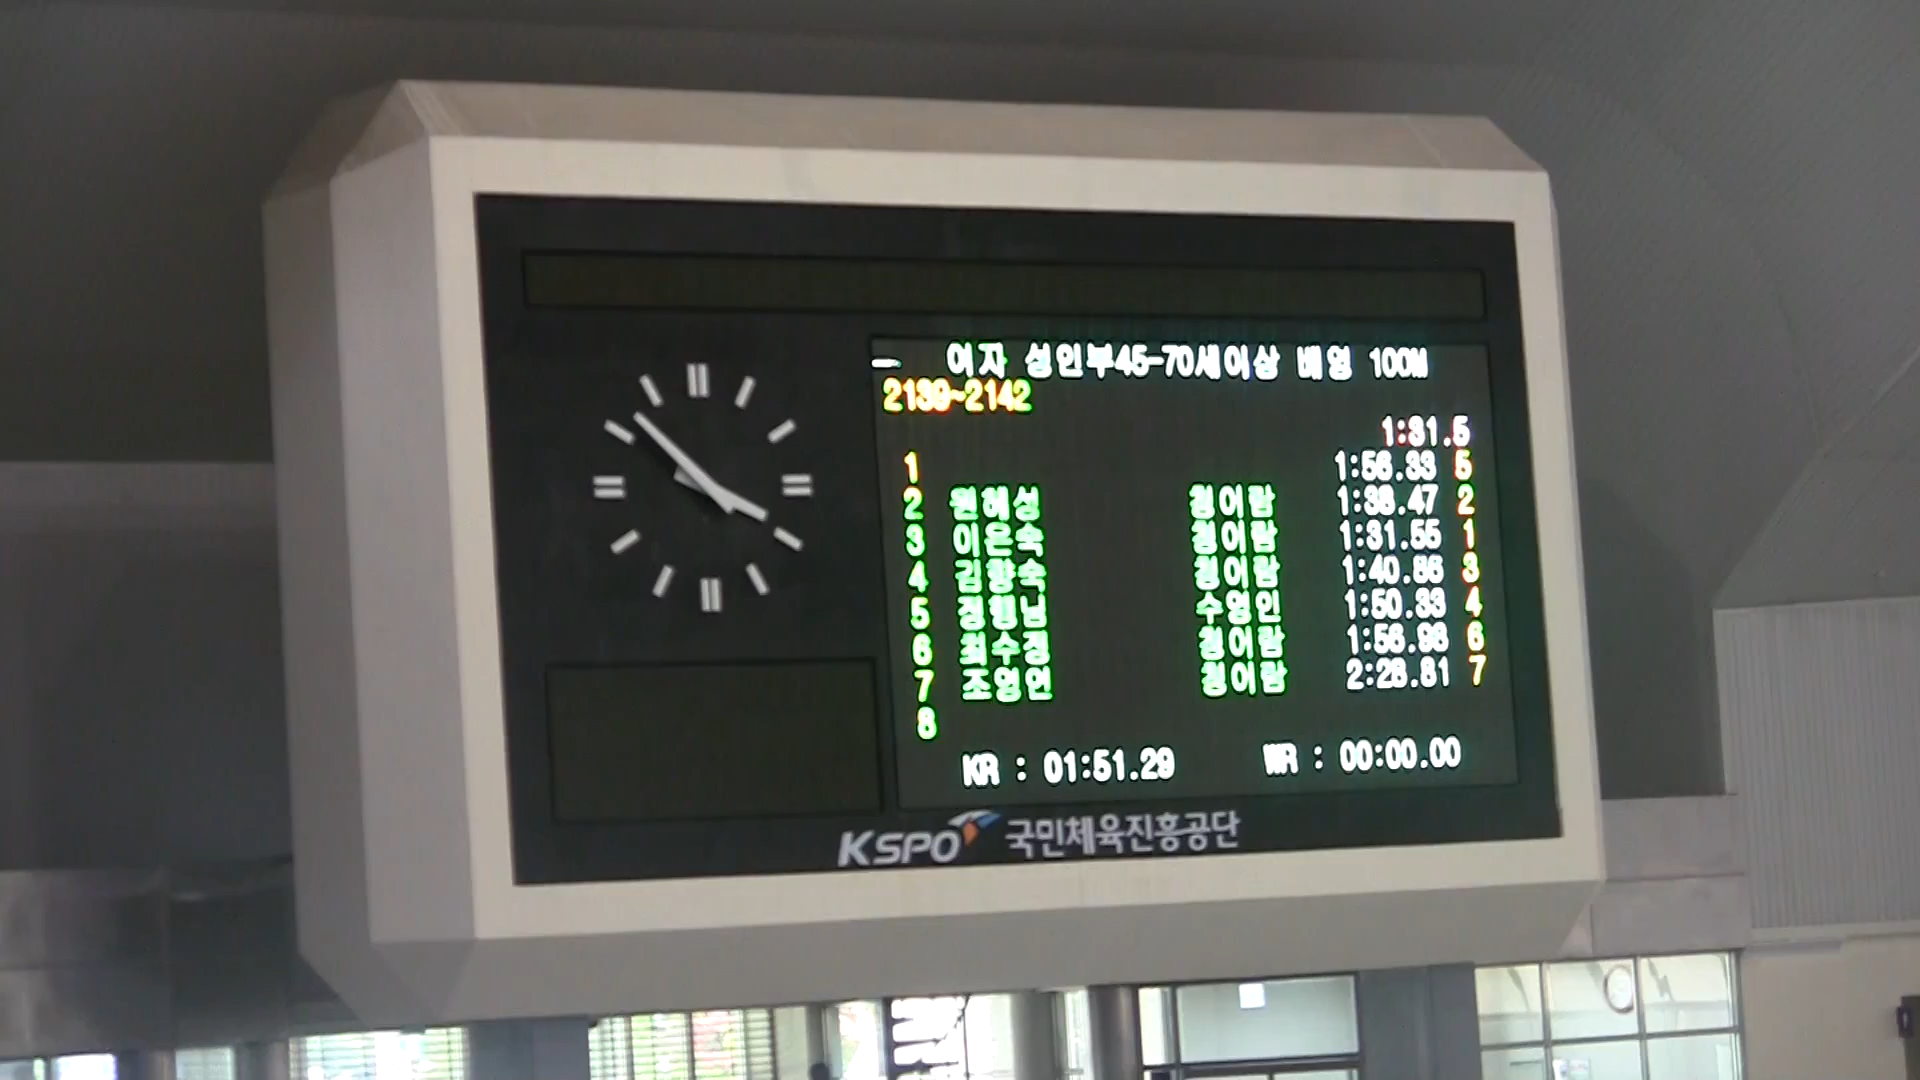 여자 성인부45-70세이상 배영 100M
2139~2142
1:31.5
1 1:56.33 5
2 원혜성 청어람 1:38.47 2
3 이은숙 청어람 1:31.55 1
4 김향숙 청어람 1:40.86 3
5 정형님 수영인 1:50.33 4
6 최수정 청어람 1:56.98 6
7 조영언 청어람 2:28.81 7
8
KR : 01:51.29 WR : 00:00.00
KSPO 국민체육진흥공단